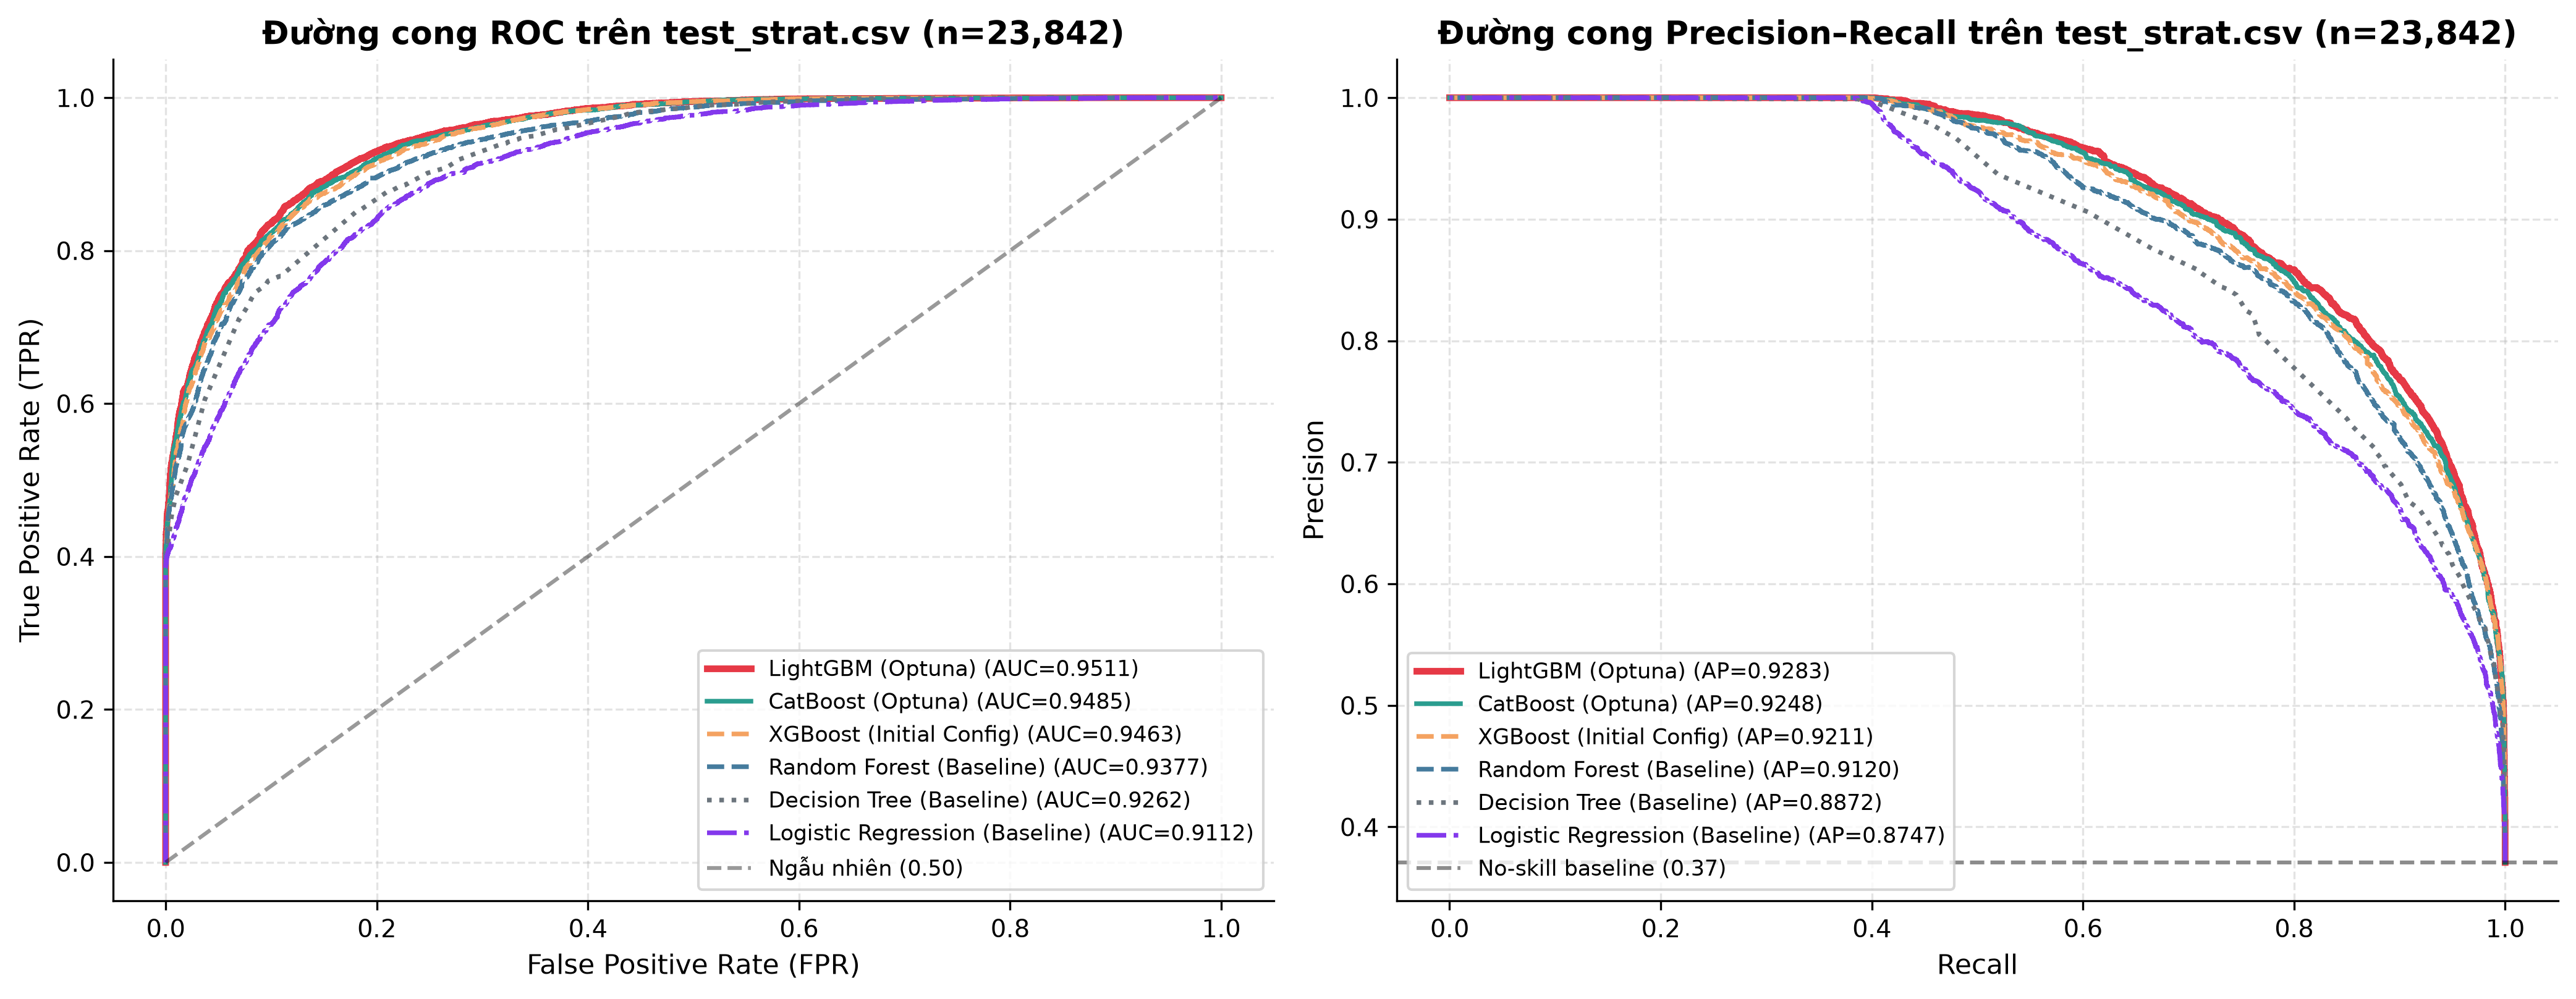 Đường cong ROC trên test_strat.csv (n=23,842)
True Positive Rate (TPR)
1.0
0.8
0.6
0.4
0.2
0.0
LightGBM (Optuna) (AUC=0.9511)
CatBoost (Optuna) (AUC=0.9485)
XGBoost (Initial Config) (AUC=0.9463)
Random Forest (Baseline) (AUC=0.9377)
Decision Tree (Baseline) (AUC=0.9262)
Logistic Regression (Baseline) (AUC=0.9112)
Ngẫu nhiên (0.50)
0.0 0.2 0.4 0.6 0.8 1.0
False Positive Rate (FPR)
Đường cong Precision–Recall trên test_strat.csv (n=23,842)
Precision
1.0
0.9
0.8
0.7
0.6
0.5
0.4
LightGBM (Optuna) (AP=0.9283)
CatBoost (Optuna) (AP=0.9248)
XGBoost (Initial Config) (AP=0.9211)
Random Forest (Baseline) (AP=0.9120)
Decision Tree (Baseline) (AP=0.8872)
Logistic Regression (Baseline) (AP=0.8747)
No-skill baseline (0.37)
0.0 0.2 0.4 0.6 0.8 1.0
Recall